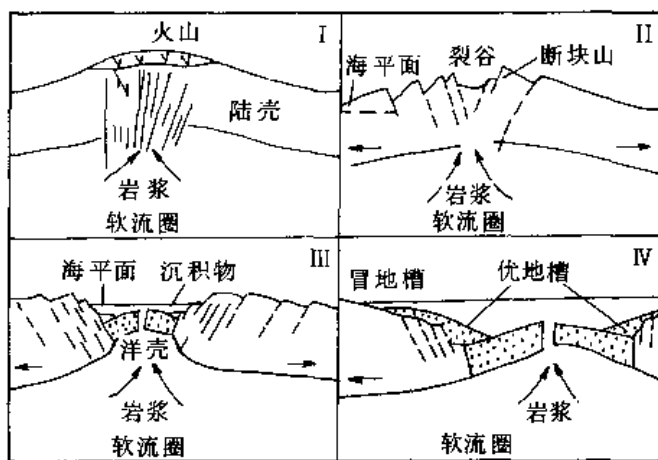 火山
I
陆壳
岩浆
软流圈
II
裂谷
断块山
海平面
岩浆
软流圈
III
海平面
沉积物
洋壳
岩浆
软流圈
IV
冒地槽
优地槽
岩浆
软流圈